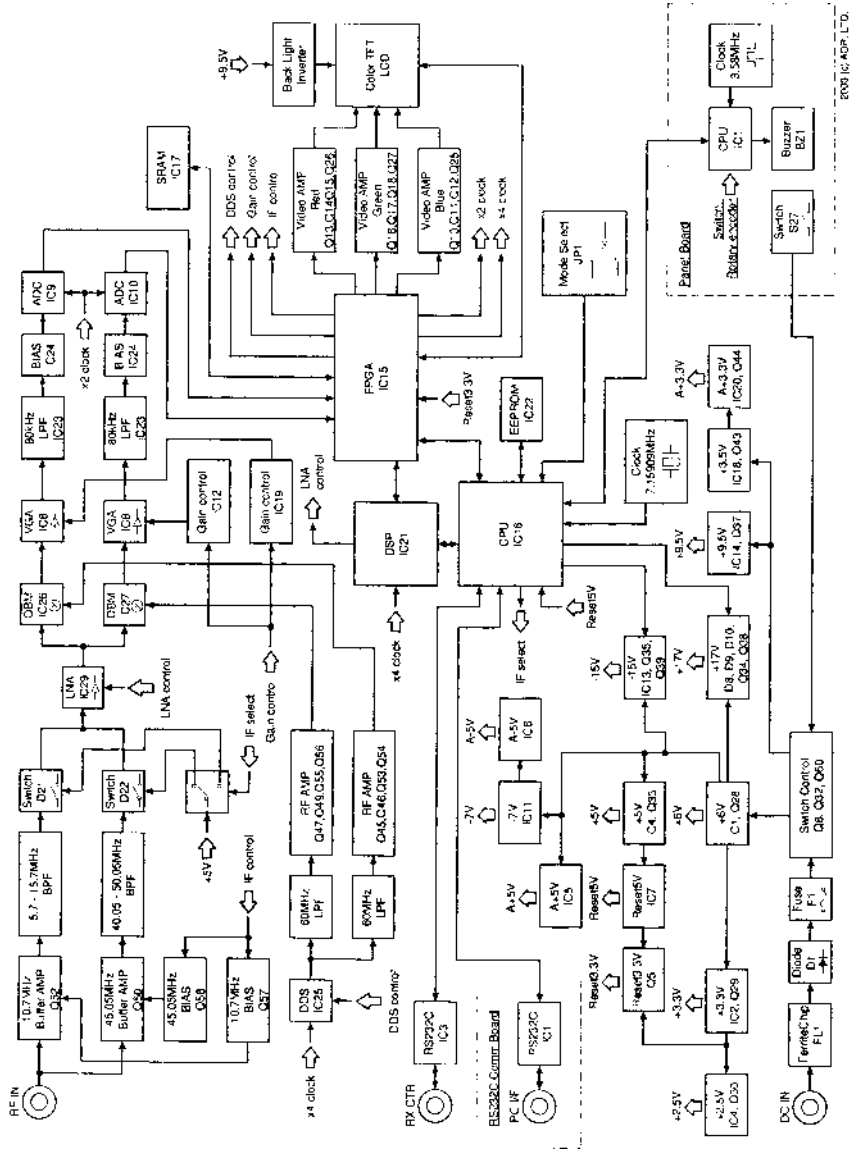 RF IN
10.7MHz
Buffer AMP
Q52
5.7 - 15.7MHz
BPF
Switch
D21
45.05MHz
Buffer AMP
Q50
40.05 - 50.05MHz
BPF
Switch
D22
45.05MHz
BIAS
Q58
10.7MHz
BIAS
Q57
IF control
+5V
IF select
LNA
IC29
LNA control
DBM
IC26
DBM
IC27
VGA
IC6
VGA
IC8
80kHz
LPF
IC23
80kHz
LPF
IC23
BIAS
IC24
BIAS
IC24
ADC
IC9
ADC
IC10
x2 clock
Gain control
IC12
Gain control
IC19
Gain control
x4 clock
DDS
IC25
DDS control
60MHz
LPF
60MHz
LPF
RF AMP
Q47,Q49,Q55,Q56
RF AMP
Q45,Q46,Q53,Q54
SRAM
IC17
DDS control
Gain control
IF control
+9.5V
Back Light
Inverter
Color TFT
LCD
Video AMP
Red
Q13,Q14,Q15,Q26
Video AMP
Green
Q16,Q17,Q18,Q27
Video AMP
Blue
Q10,Q11,Q12,Q25
x2 clock
x4 clock
FPGA
IC15
Reset3.3V
LNA
control
DSP
IC21
x4 clock
CPU
IC16
IF select
Reset5V
EEPROM
IC22
Mode Select
JP1
Clock
7.15909MHz
RX CTR
RS232C
IC3
RS232C Comm Board
PC I/F
RS232C
IC1
Panel Board
CPU
IC1
Clock
3.58MHz
Switch
Rotary encoder
Buzzer
BZ1
Switch
S27
-7V
-7V
IC11
A-5V
A-5V
IC6
A+5V
A+5V
IC5
-15V
-15V
IC13, Q35,
Q39
+5V
+5V
IC4, Q33
Reset5V
Reset5V
IC7
Reset3.3V
Reset3.3V
Q5
+17V
+17V
D8, D9, D10,
Q34, Q38
+6V
+6V
IC1, Q28
+3.3V
+3.3V
IC2, Q29
+2.5V
+2.5V
IC4, D30
+9.5V
+9.5V
IC14, D37
+3.5V
IC18, Q43
A+3.3V
A+3.3V
IC20, Q44
DC IN
FerriteChip
FL1
Diode
D1
Fuse
F1
Switch Control
Q8, Q32, Q60
2003 (c) AOR, LTD.